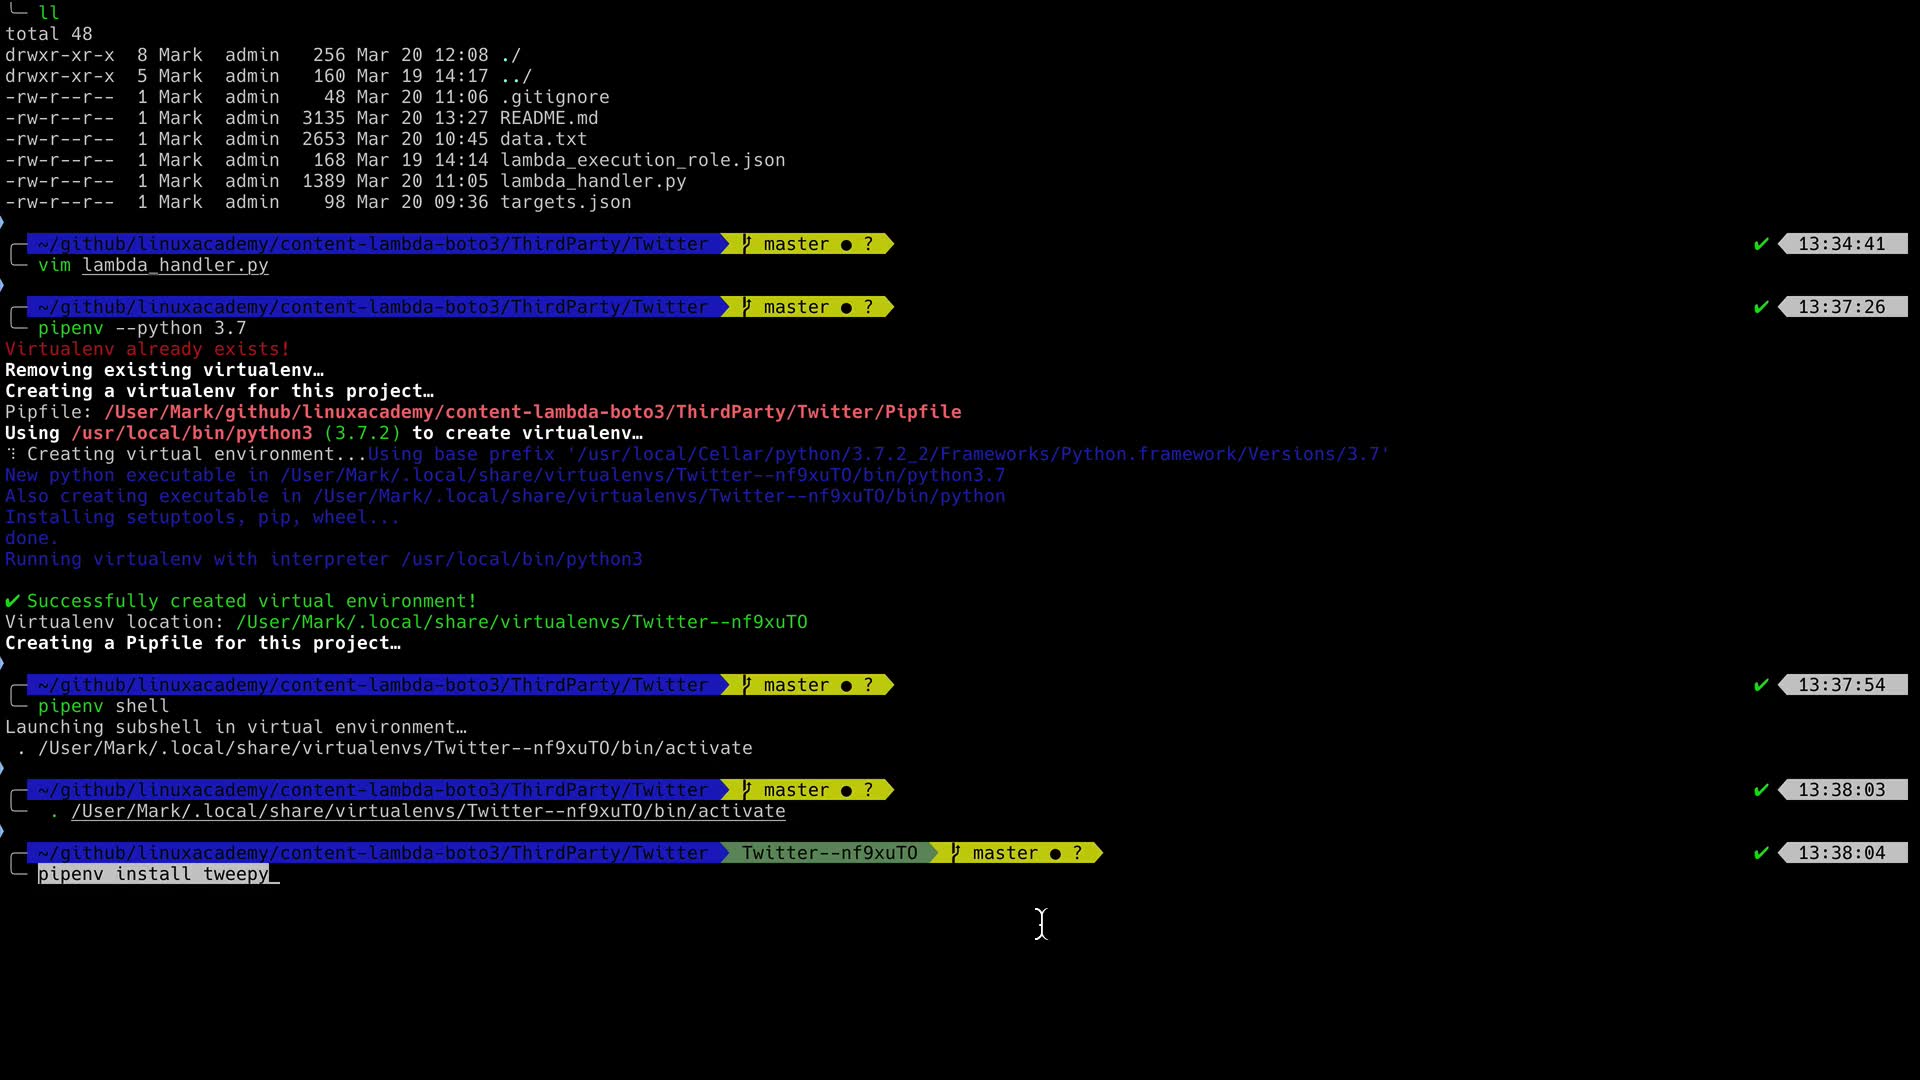 ll
total 48
drwxr-xr-x  8 Mark  admin   256 Mar 20 12:08 ./
drwxr-xr-x  5 Mark  admin   160 Mar 19 14:17 ../
-rw-r--r--  1 Mark  admin    48 Mar 20 11:06 .gitignore
-rw-r--r--  1 Mark  admin  3135 Mar 20 13:27 README.md
-rw-r--r--  1 Mark  admin  2653 Mar 20 10:45 data.txt
-rw-r--r--  1 Mark  admin   168 Mar 19 14:14 lambda_execution_role.json
-rw-r--r--  1 Mark  admin  1389 Mar 20 11:05 lambda_handler.py
-rw-r--r--  1 Mark  admin    98 Mar 20 09:36 targets.json
~/github/linuxacademy/content-lambda-boto3/ThirdParty/Twitter master ● ? ✔ 13:34:41
vim lambda_handler.py
~/github/linuxacademy/content-lambda-boto3/ThirdParty/Twitter master ● ? ✔ 13:37:26
pipenv --python 3.7
Virtualenv already exists!
Removing existing virtualenv…
Creating a virtualenv for this project…
Pipfile: /User/Mark/github/linuxacademy/content-lambda-boto3/ThirdParty/Twitter/Pipfile
Using /usr/local/bin/python3 (3.7.2) to create virtualenv…
⠹ Creating virtual environment...Using base prefix '/usr/local/Cellar/python/3.7.2_2/Frameworks/Python.framework/Versions/3.7'
New python executable in /User/Mark/.local/share/virtualenvs/Twitter--nf9xuTO/bin/python3.7
Also creating executable in /User/Mark/.local/share/virtualenvs/Twitter--nf9xuTO/bin/python
Installing setuptools, pip, wheel...
done.
Running virtualenv with interpreter /usr/local/bin/python3
✔ Successfully created virtual environment!
Virtualenv location: /User/Mark/.local/share/virtualenvs/Twitter--nf9xuTO
Creating a Pipfile for this project…
~/github/linuxacademy/content-lambda-boto3/ThirdParty/Twitter master ● ? ✔ 13:37:54
pipenv shell
Launching subshell in virtual environment…
 . /User/Mark/.local/share/virtualenvs/Twitter--nf9xuTO/bin/activate
~/github/linuxacademy/content-lambda-boto3/ThirdParty/Twitter master ● ? ✔ 13:38:03
. /User/Mark/.local/share/virtualenvs/Twitter--nf9xuTO/bin/activate
~/github/linuxacademy/content-lambda-boto3/ThirdParty/Twitter Twitter--nf9xuTO master ● ? ✔ 13:38:04
pipenv install tweepy